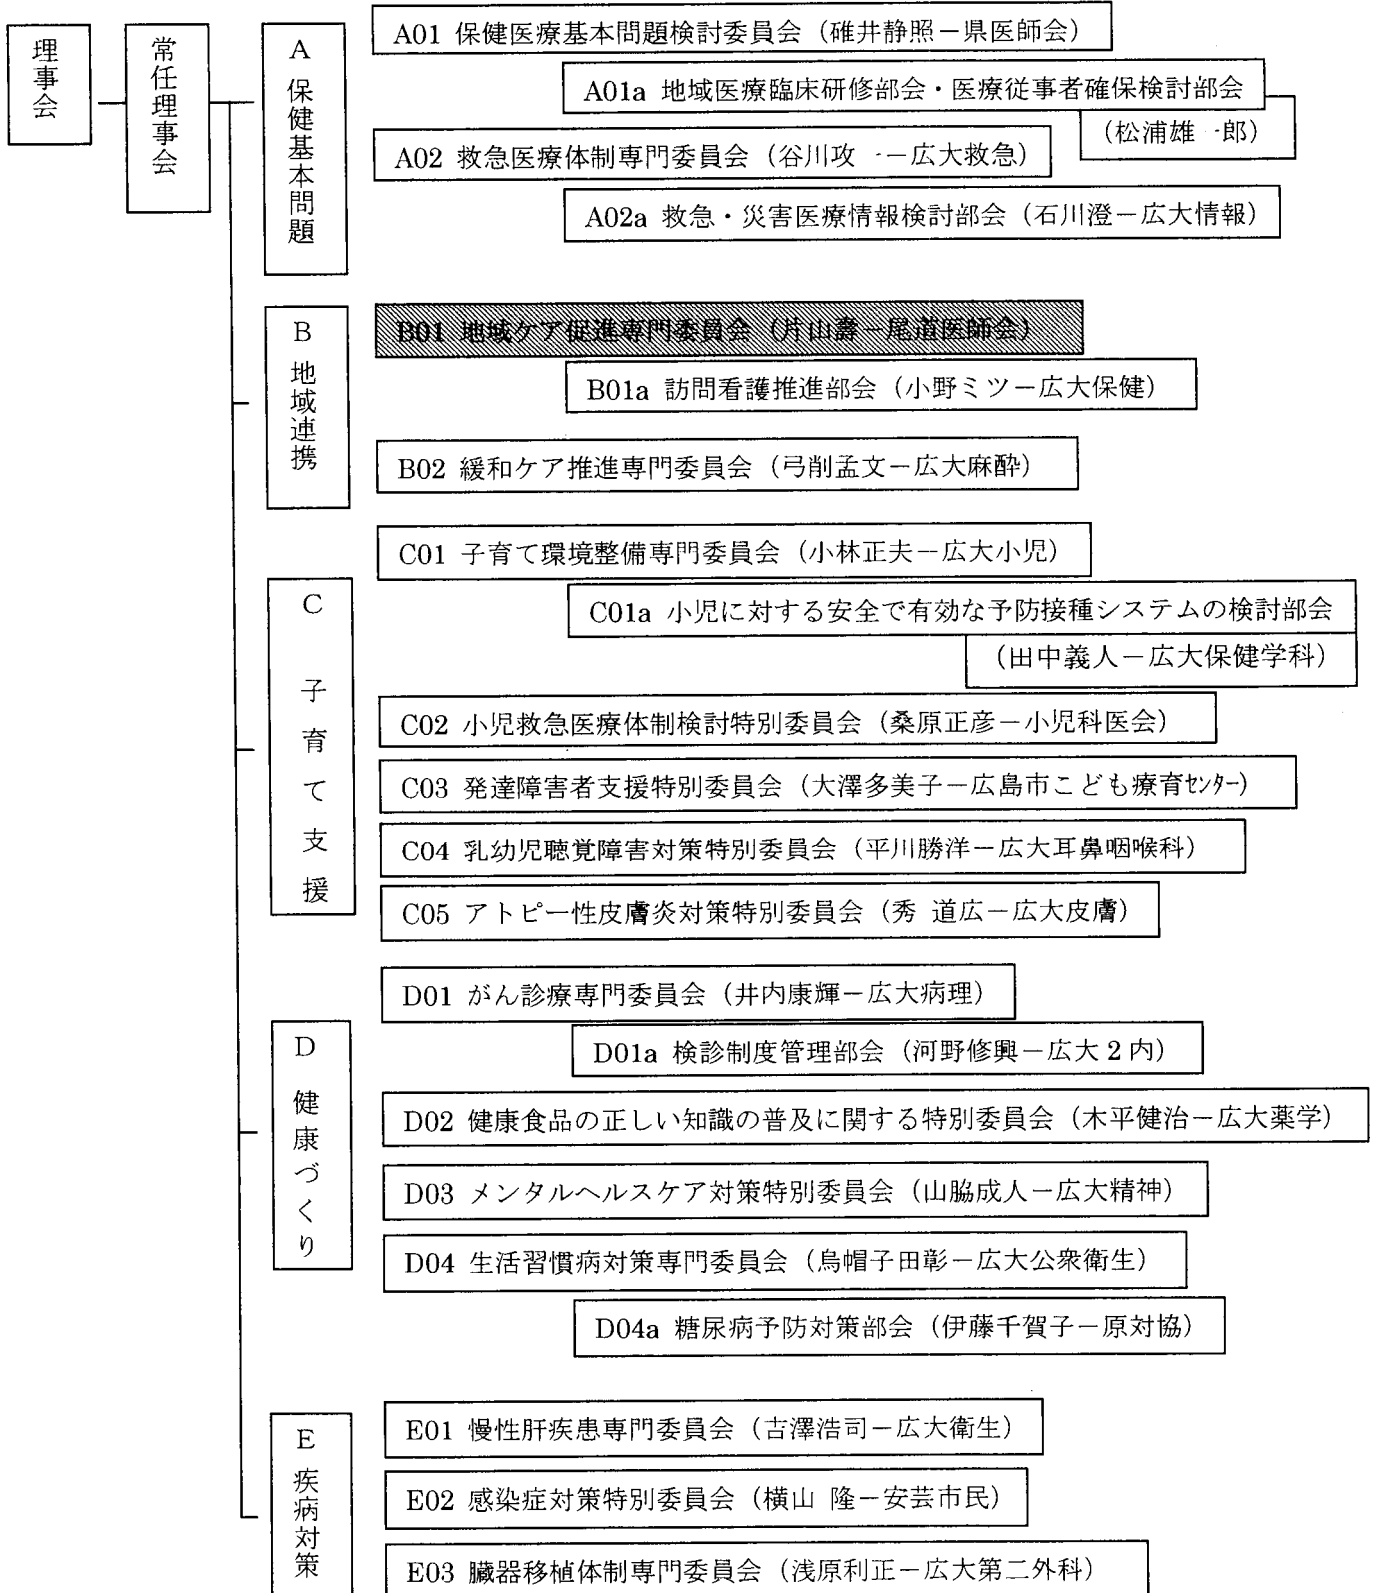 理事会
常任理事会
A 保健基本問題
A01 保健医療基本問題検討委員会（碓井静照－県医師会）
A01a 地域医療臨床研修部会・医療従事者確保検討部会
（松浦雄一郎）
A02 救急医療体制専門委員会（谷川攻一－広大救急）
A02a 救急・災害医療情報検討部会（石川澄－広大情報）
B 地域連携
B01 地域ケア促進専門委員会（片山壽－尾道医師会）
B01a 訪問看護推進部会（小野ミツ－広大保健）
B02 緩和ケア推進専門委員会（弓削孟文－広大麻酔）
C 子育て支援
C01 子育て環境整備専門委員会（小林正夫－広大小児）
C01a 小児に対する安全で有効な予防接種システムの検討部会
（田中義人－広大保健学科）
C02 小児救急医療体制検討特別委員会（桑原正彦－小児科医会）
C03 発達障害者支援特別委員会（大澤多美子－広島市こども療育ｾﾝﾀｰ）
C04 乳幼児聴覚障害対策特別委員会（平川勝洋－広大耳鼻咽喉科）
C05 アトピー性皮膚炎対策特別委員会（秀 道広－広大皮膚）
D 健康づくり
D01 がん診療専門委員会（井内康輝－広大病理）
D01a 検診制度管理部会（河野修興－広大２内）
D02 健康食品の正しい知識の普及に関する特別委員会（木平健治－広大薬学）
D03 メンタルヘルスケア対策特別委員会（山脇成人－広大精神）
D04 生活習慣病対策専門委員会（烏帽子田彰－広大公衆衛生）
D04a 糖尿病予防対策部会（伊藤千賀子－原対協）
E 疾病対策
E01 慢性肝疾患専門委員会（吉澤浩司－広大衛生）
E02 感染症対策特別委員会（横山 隆－安芸市民）
E03 臓器移植体制専門委員会（浅原利正－広大第二外科）